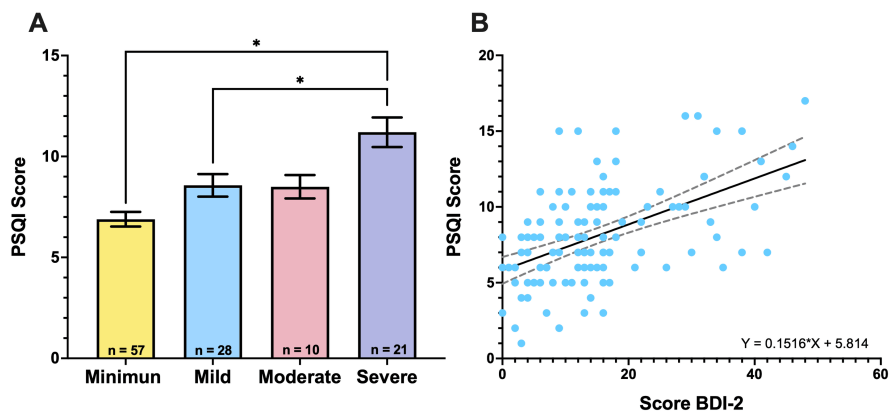 A
*
*
15
10
5
0
PSQI Score
n = 57
n = 28
n = 10
n = 21
Minimun
Mild
Moderate
Severe
B
20
15
10
5
0
PSQI Score
Y = 0.1516*X + 5.814
0
20
40
60
Score BDI-2